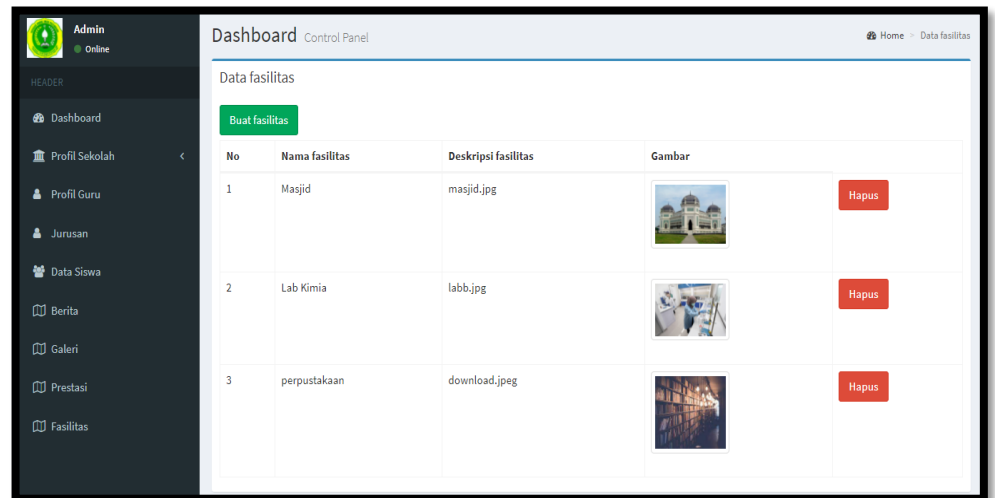 Admin
Online
HEADER
Dashboard
Profil Sekolah
Profil Guru
Jurusan
Data Siswa
Berita
Galeri
Prestasi
Fasilitas
Dashboard Control Panel
Home > Data fasilitas
Data fasilitas
Buat fasilitas
No Nama fasilitas Deskripsi fasilitas Gambar
1 Masjid masjid.jpg Hapus
2 Lab Kimia labb.jpg Hapus
3 perpustakaan download.jpeg Hapus